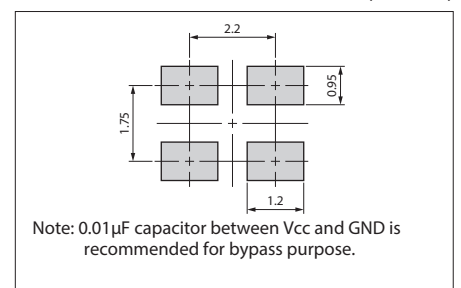 2.2
0.95
1.75
1.2
Note: 0.01µF capacitor between Vcc and GND is
recommended for bypass purpose.